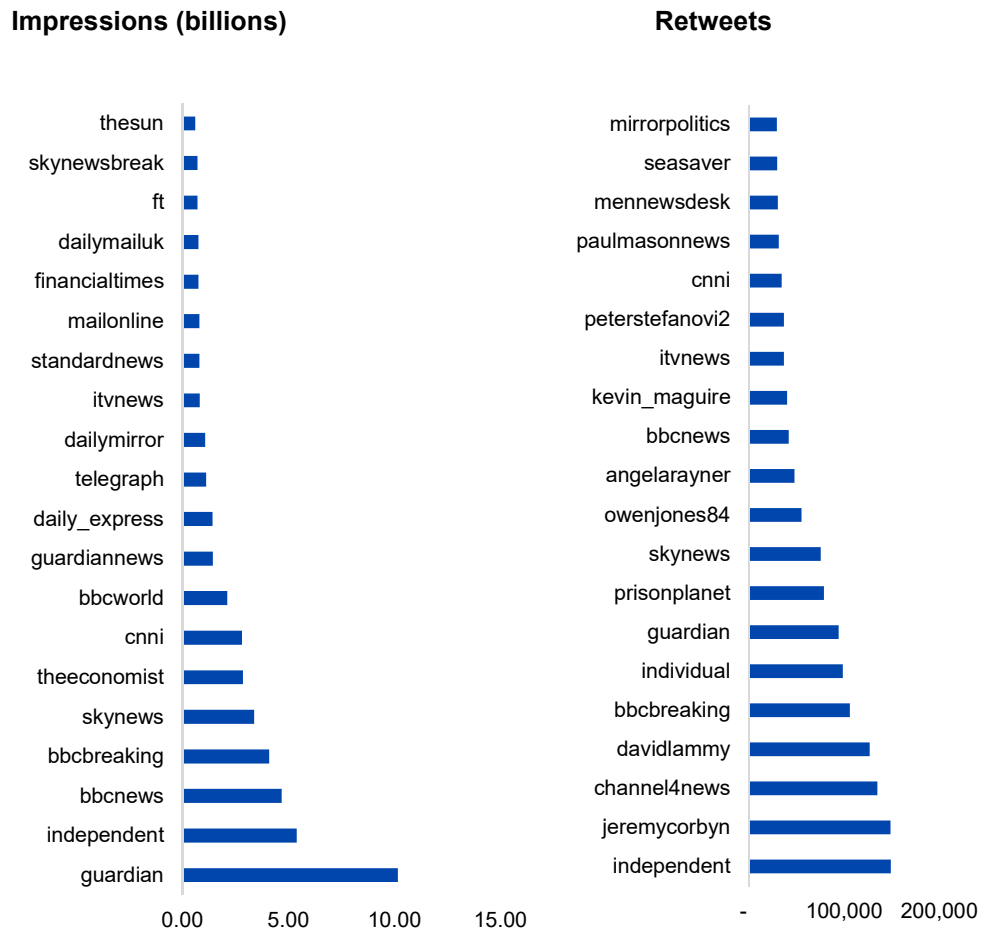 Impressions (billions)
thesun
skynewsbreak
ft
dailymailuk
financialtimes
mailonline
standardnews
itvnews
dailymirror
telegraph
daily_express
guardiannews
bbcworld
cnni
theeconomist
skynews
bbcbreaking
bbcnews
independent
guardian
0.00 5.00 10.00 15.00
Retweets
mirrorpolitics
seasaver
mennewsdesk
paulmasonnews
cnni
peterstefanovi2
itvnews
kevin_maguire
bbcnews
angelarayner
owenjones84
skynews
prisonplanet
guardian
individual
bbcbreaking
davidlammy
channel4news
jeremycorbyn
independent
- 100,000 200,000